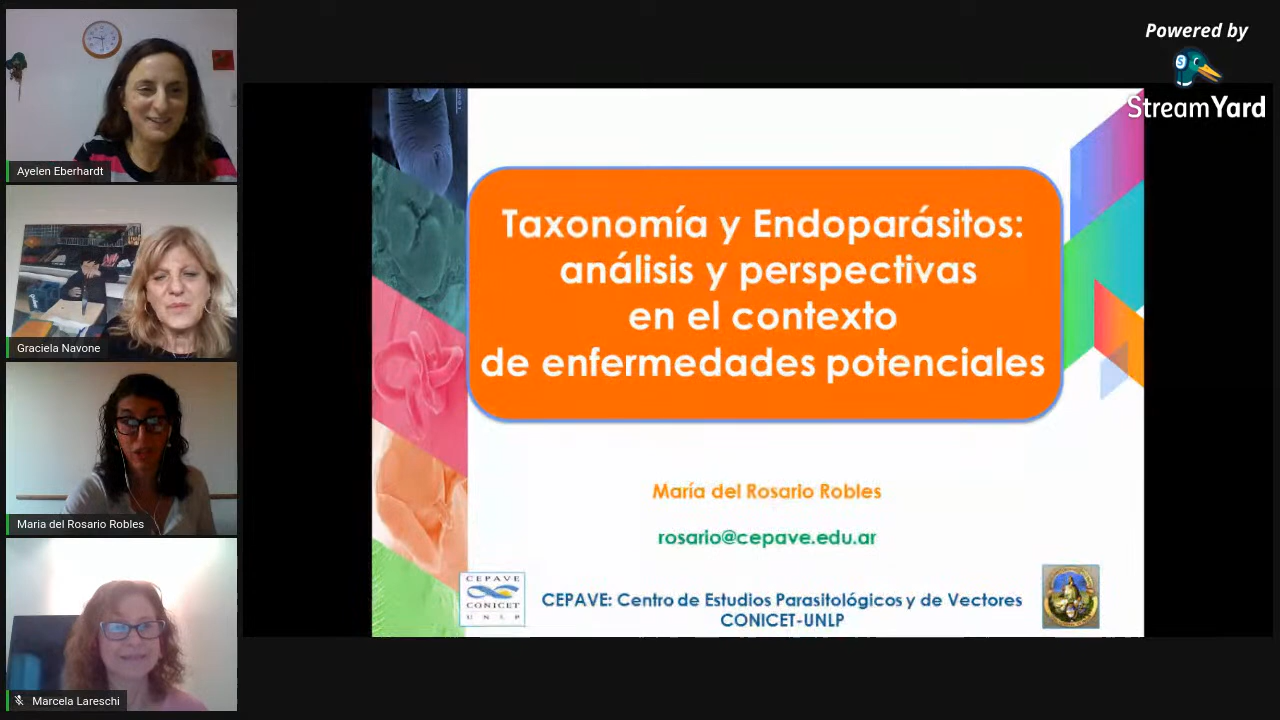 Powered by
StreamYard
Ayelen Eberhardt
Graciela Navone
Maria del Rosario Robles
Marcela Lareschi
Taxonomía y Endoparásitos:
análisis y perspectivas
en el contexto
de enfermedades potenciales
María del Rosario Robles
rosario@cepave.edu.ar
CEPAVE
CONICET
UNLP
CEPAVE: Centro de Estudios Parasitológicos y de Vectores
CONICET-UNLP